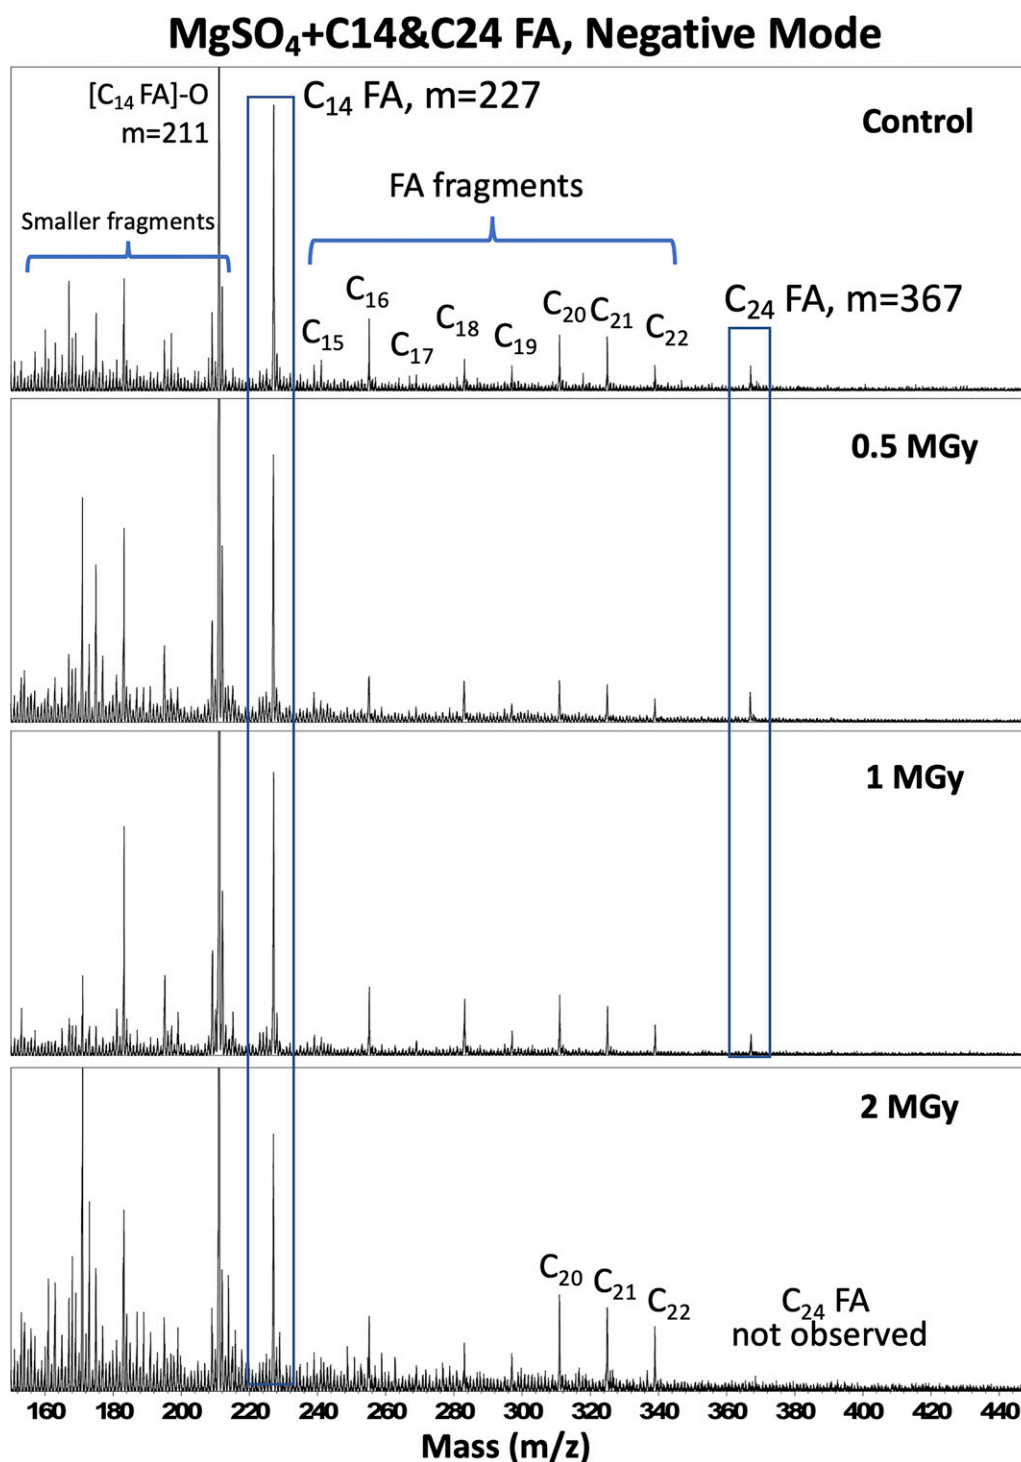 MgSO₄+C14&C24 FA, Negative Mode
[C₁₄ FA]-O
m=211
C₁₄ FA, m=227
Control
FA fragments
Smaller fragments
C₁₅
C₁₆
C₁₇
C₁₈
C₁₉
C₂₀
C₂₁
C₂₂
C₂₄ FA, m=367
0.5 MGy
1 MGy
2 MGy
C₂₀
C₂₁
C₂₂
C₂₄ FA
not observed
160 180 200 220 240 260 280 300 320 340 360 380 400 420 440
Mass (m/z)